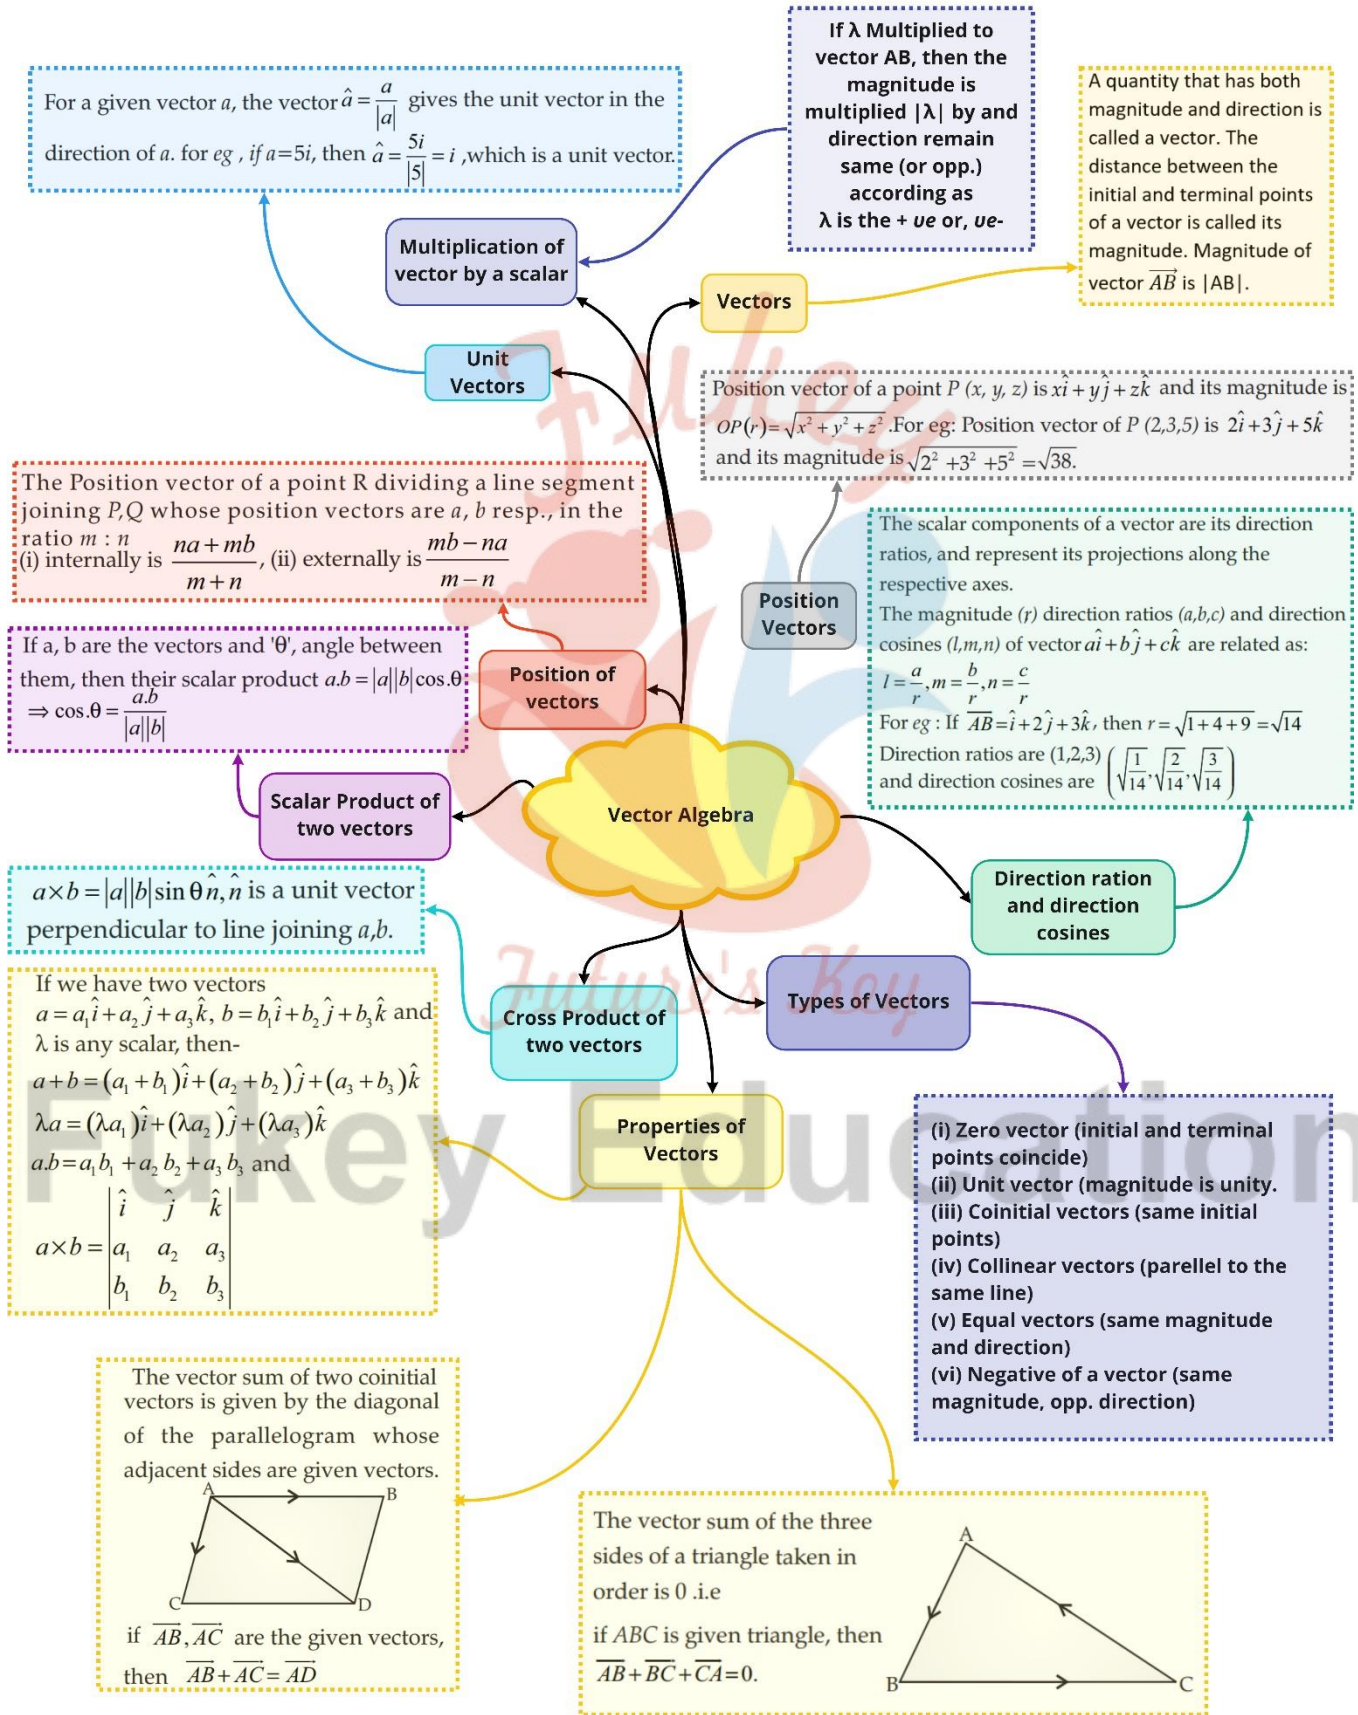 If λ Multiplied to
vector AB, then the
magnitude is
multiplied |λ| by and
direction remain
same (or opp.)
according as
λ is the + ve or, ve-
For a given vector a, the vector â = a/|a| gives the unit vector in the
direction of a. for eg , if a=5i, then â = 5i/|5| = i ,which is a unit vector.
A quantity that has both
magnitude and direction is
called a vector. The
distance between the
initial and terminal points
of a vector is called its
magnitude. Magnitude of
vector \overrightarrow{AB} is |AB|.
Multiplication of
vector by a scalar
Vectors
Unit
Vectors
Position vector of a point P (x, y, z) is xî + yĵ + zk̂ and its magnitude is
OP(r)= √(x² + y² + z²) .For eg: Position vector of P (2,3,5) is 2î + 3ĵ + 5k̂
and its magnitude is √(2² +3² +5²) = √38.
The Position vector of a point R dividing a line segment
joining P,Q whose position vectors are a, b resp., in the
ratio m : n
(i) internally is (na + mb)/(m + n), (ii) externally is (mb − na)/(m − n)
Position
Vectors
The scalar components of a vector are its direction
ratios, and represent its projections along the
respective axes.
The magnitude (r) direction ratios (a,b,c) and direction
cosines (l,m,n) of vector aî + bĵ + ck̂ are related as:
l = a/r, m = b/r, n = c/r
For eg : If \overline{AB} = î + 2ĵ + 3k̂, then r = √(1 + 4 + 9) = √14
Direction ratios are (1,2,3)
and direction cosines are (√(1/14), √(2/14), √(3/14))
If a, b are the vectors and 'θ', angle between
them, then their scalar product a.b = |a||b|cos.θ
⇒ cos.θ = a.b/|a||b|
Position of
vectors
Scalar Product of
two vectors
Vector Algebra
Direction ration
and direction
cosines
a×b = |a||b| sin θ n̂, n̂ is a unit vector
perpendicular to line joining a,b.
Cross Product of
two vectors
Types of Vectors
If we have two vectors
a = a₁î + a₂ĵ + a₃k̂, b = b₁î + b₂ĵ + b₃k̂ and
λ is any scalar, then-
a + b = (a₁ + b₁)î + (a₂ + b₂)ĵ + (a₃ + b₃)k̂
λa = (λa₁)î + (λa₂)ĵ + (λa₃)k̂
a.b = a₁b₁ + a₂b₂ + a₃b₃ and
a×b = | î ĵ k̂ |
| a₁ a₂ a₃ |
| b₁ b₂ b₃ |
Properties of
Vectors
(i) Zero vector (initial and terminal
points coincide)
(ii) Unit vector (magnitude is unity.
(iii) Coinitial vectors (same initial
points)
(iv) Collinear vectors (parellel to the
same line)
(v) Equal vectors (same magnitude
and direction)
(vi) Negative of a vector (same
magnitude, opp. direction)
The vector sum of two coinitial
vectors is given by the diagonal
of the parallelogram whose
adjacent sides are given vectors.
A B
C D
if \overrightarrow{AB}, \overrightarrow{AC} are the given vectors,
then \overrightarrow{AB} + \overrightarrow{AC} = \overrightarrow{AD}
The vector sum of the three
sides of a triangle taken in
order is 0 .i.e
if ABC is given triangle, then
\overline{AB} + \overline{BC} + \overline{CA} = 0.
A
B C
Fukey
Future's Key
Fukey Education